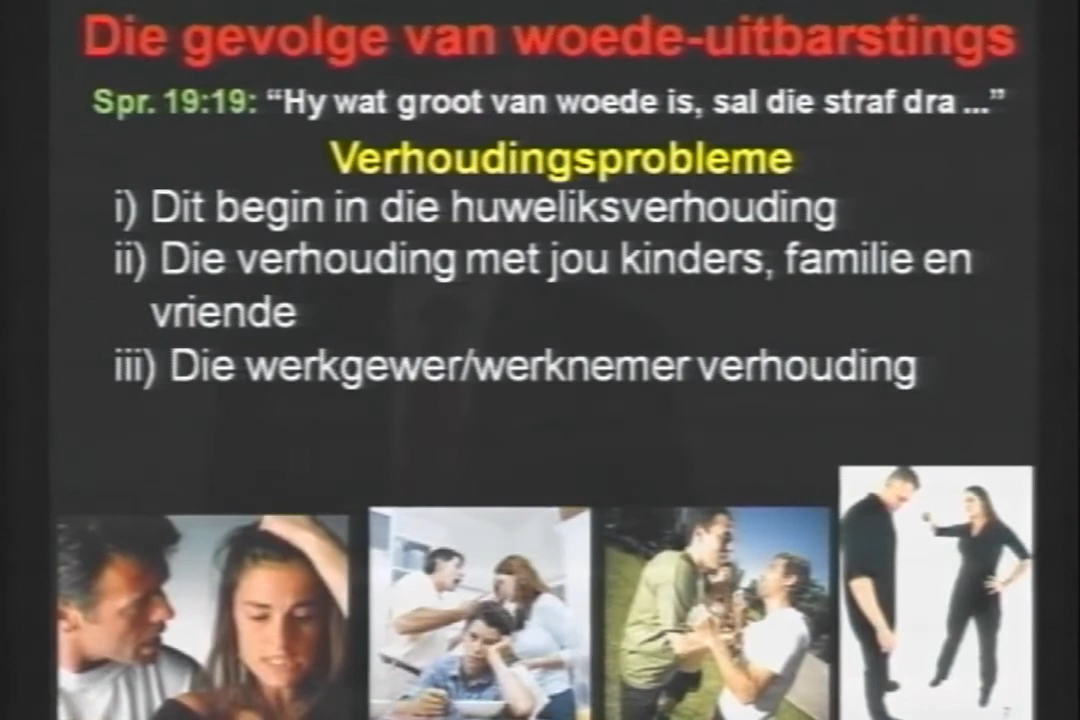 Die gevolge van woede-uitbarstings
Spr. 19:19: “Hy wat groot van woede is, sal die straf dra ...”
Verhoudingsprobleme
i) Dit begin in die huweliksverhouding
ii) Die verhouding met jou kinders, familie en
vriende
iii) Die werkgewer/werknemer verhouding
7